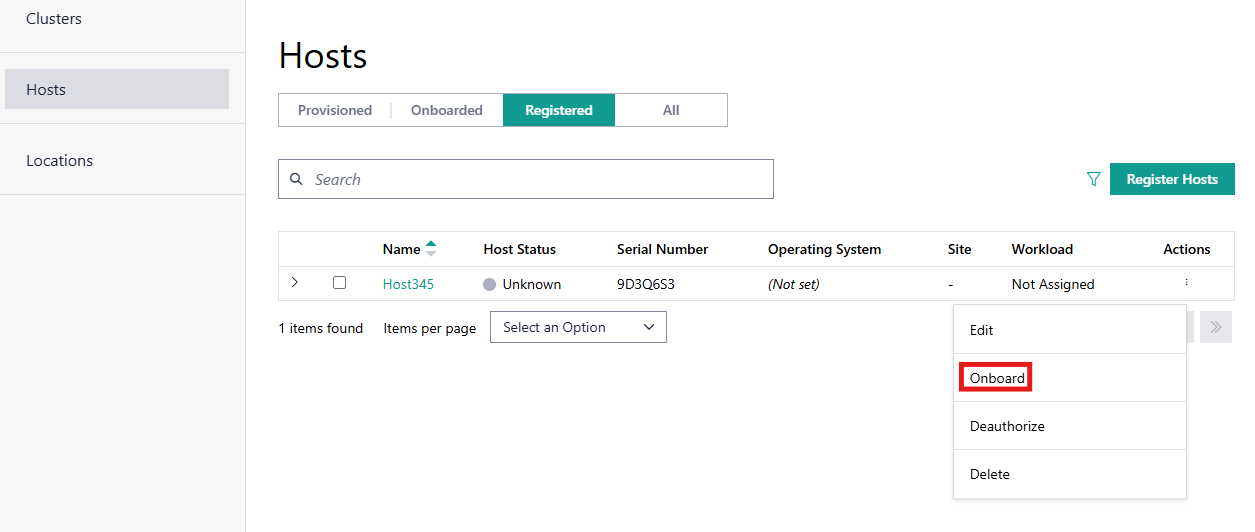 Clusters
Hosts
Locations
Hosts
Provisioned Onboarded Registered All
Search
Register Hosts
Name Host Status Serial Number Operating System Site Workload Actions
Host345 Unknown 9D3Q6S3 (Not set) - Not Assigned
1 items found Items per page Select an Option
Edit
Onboard
Deauthorize
Delete